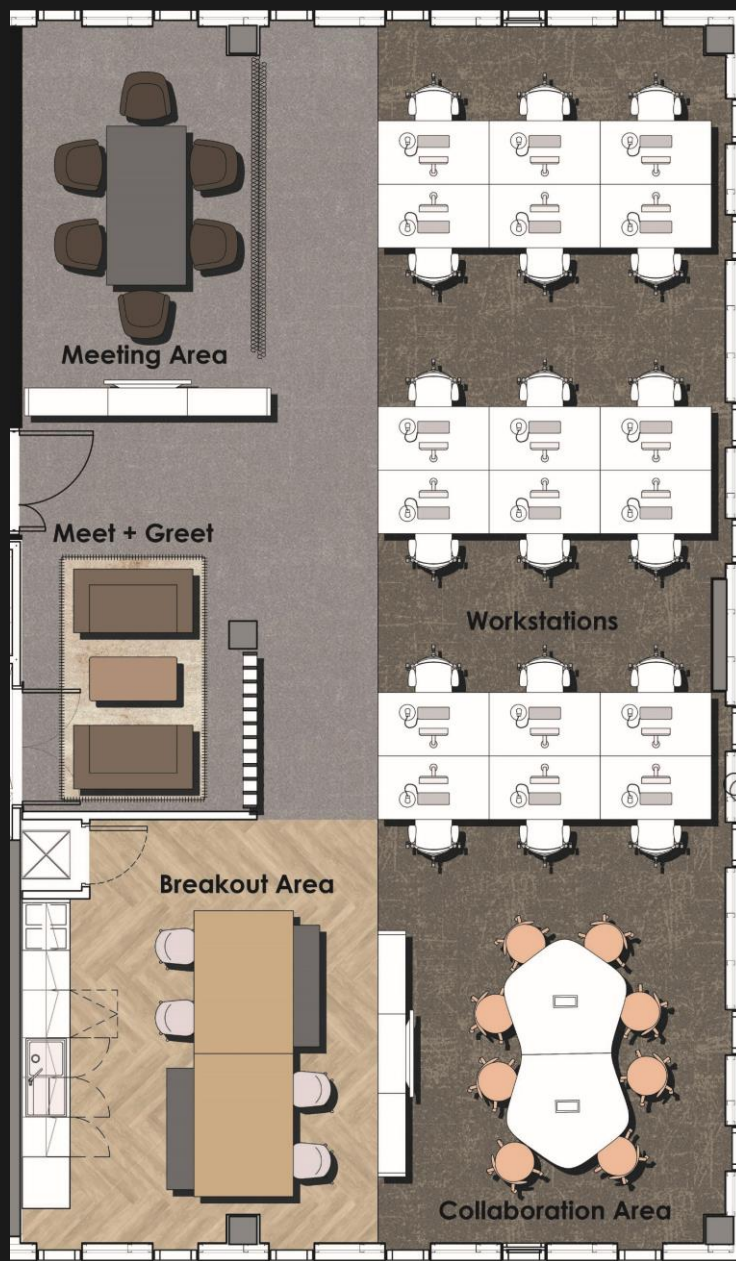 Meeting Area
Meet + Greet
Workstations
Breakout Area
Collaboration Area